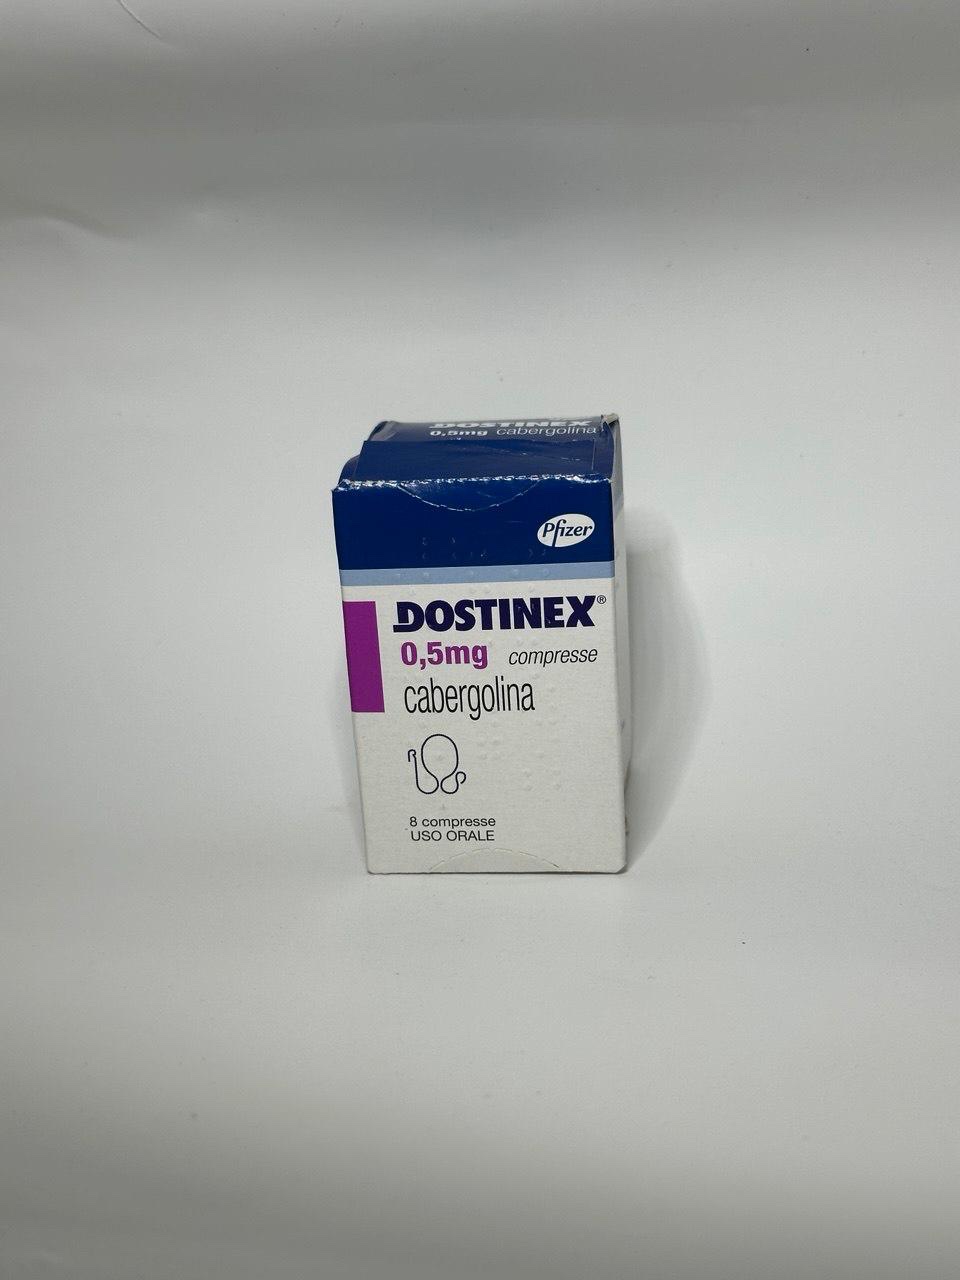 DOSTINEX
0,5mg cabergolina
Pfizer
DOSTINEX®
0,5mg compresse
cabergolina
8 compresse
USO ORALE